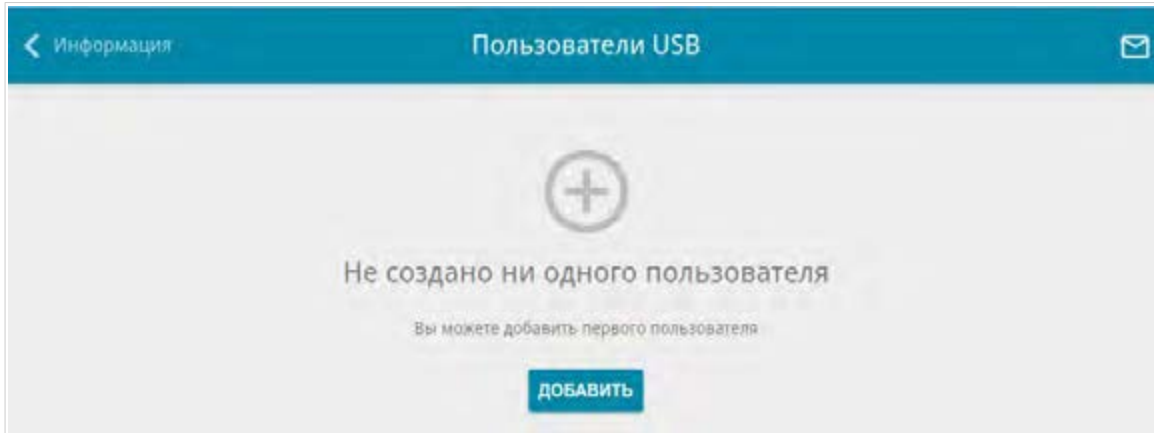 Информация
Пользователи USB
Не создано ни одного пользователя
Вы можете добавить первого пользователя
ДОБАВИТЬ